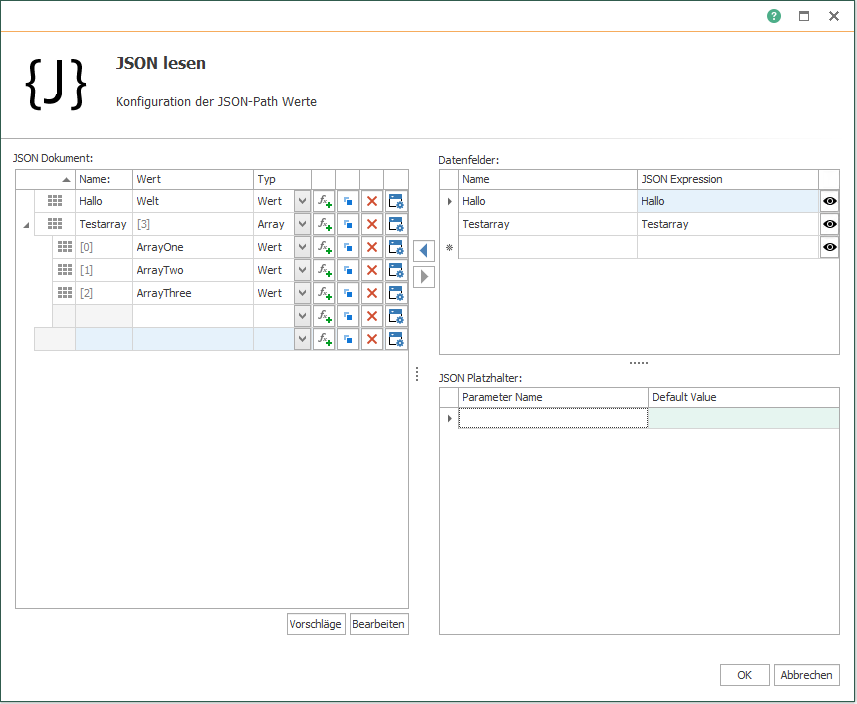 ?
{J}
JSON lesen
Konfiguration der JSON-Path Werte
JSON Dokument:
Name: Wert Typ
Hallo Welt Wert
Testarray [3] Array
[0] ArrayOne Wert
[1] ArrayTwo Wert
[2] ArrayThree Wert
Vorschläge Bearbeiten
Datenfelder:
Name JSON Expression
Hallo Hallo
Testarray Testarray
JSON Platzhalter:
Parameter Name Default Value
OK Abbrechen